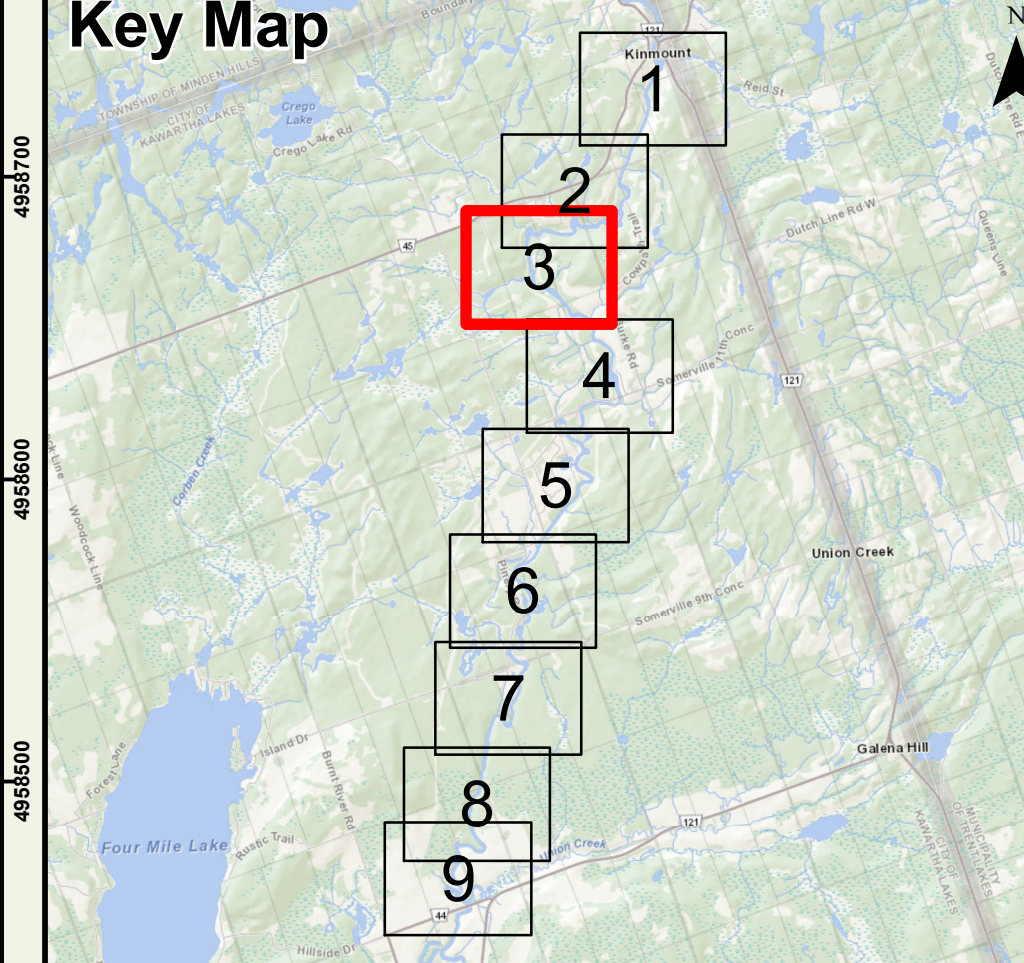 Key Map
N
Boundary
121
Kinmount
1
Reid St
TOWNSHIP OF MINDEN HILLS
CITY OF
KAWARTHA LAKES
Crego
Lake
Crego Lake Rd
4958700
2
Dutch Line Rd W
Queens Line
45
3
Burke Rd
4
Somerville 11th Conc
121
Corben Creek
4958600
5
Woodcock Line
Union Creek
6
Somerville 9th Conc
7
Island Dr
Galena Hill
Forest Lane
4958500
Burnt River Rd
8
121
Four Mile Lake
Rustic Trail
Union Creek
MUNICIPALITY
OF TRENT LAKES
CITY OF
KAWARTHA LAKES
9
44
Hillside Dr